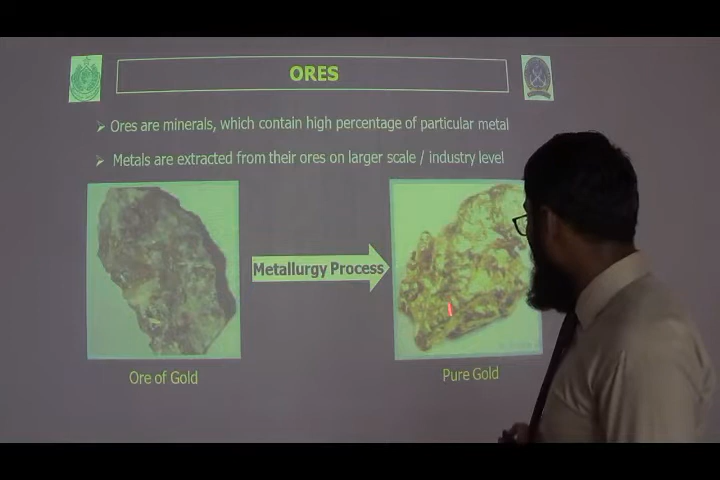 ORES
Ores are minerals, which contain high percentage of particular metal
Metals are extracted from their ores on larger scale / industry level
Metallurgy Process
Ore of Gold
Pure Gold